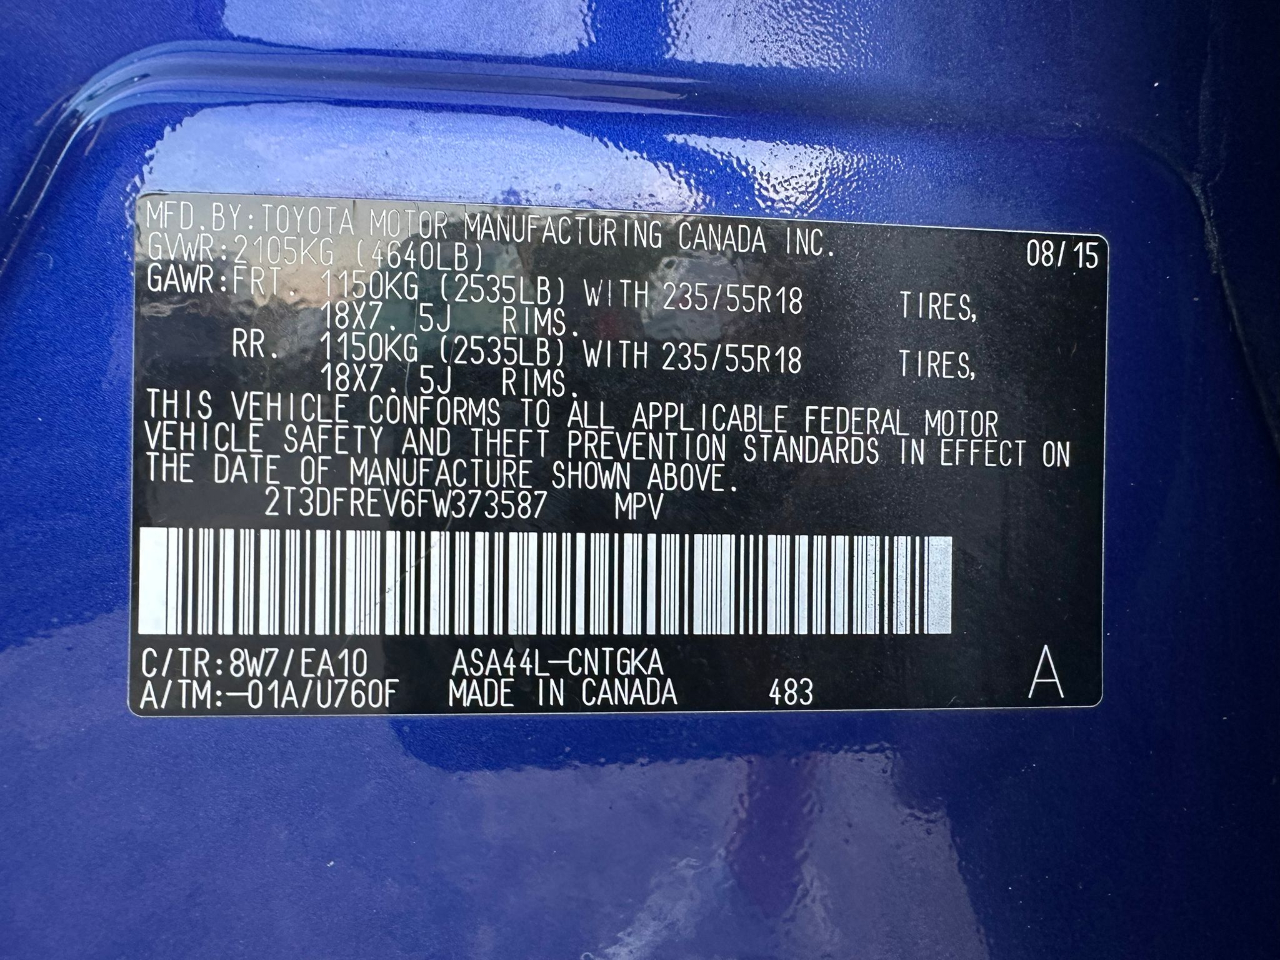 MFD.BY:TOYOTA MOTOR MANUFACTURING CANADA INC. 08/15
GVWR:2105KG (4640LB)
GAWR:FRT. 1150KG (2535LB) WITH 235/55R18 TIRES,
18X7. 5J RIMS.
RR. 1150KG (2535LB) WITH 235/55R18 TIRES,
18X7. 5J RIMS.
THIS VEHICLE CONFORMS TO ALL APPLICABLE FEDERAL MOTOR
VEHICLE SAFETY AND THEFT PREVENTION STANDARDS IN EFFECT ON
THE DATE OF MANUFACTURE SHOWN ABOVE.
2T3DFREV6FW373587 MPV
C/TR:8W7/EA10 ASA44L-CNTGKA A
A/TM:-01A/U760F MADE IN CANADA 483